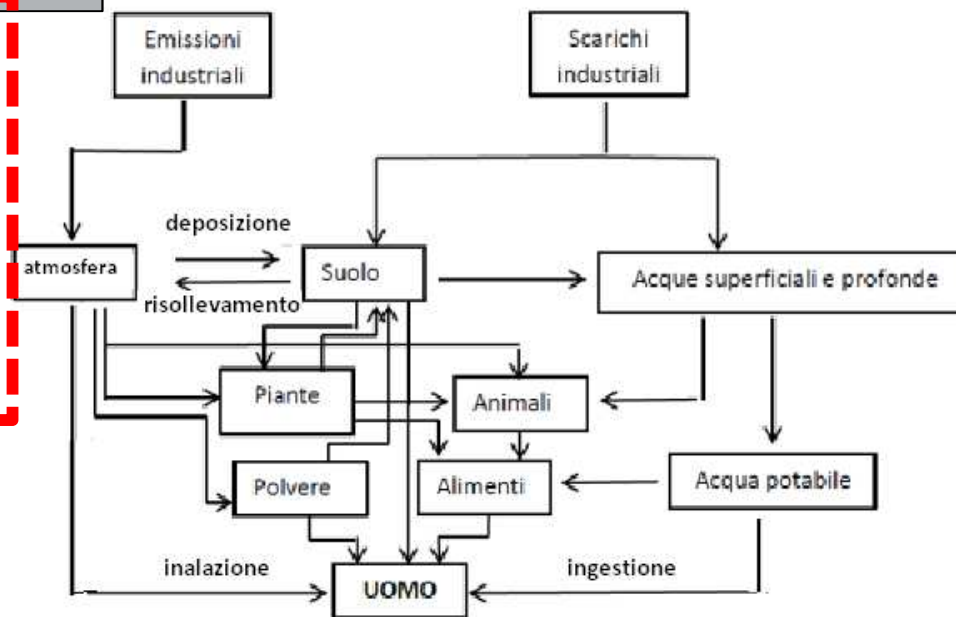 Emissioni
industriali
Scarichi
industriali
deposizione
atmosfera
Suolo
Acque superficiali e profonde
risollevamento
Piante
Animali
Polvere
Alimenti
Acqua potabile
inalazione
UOMO
ingestione